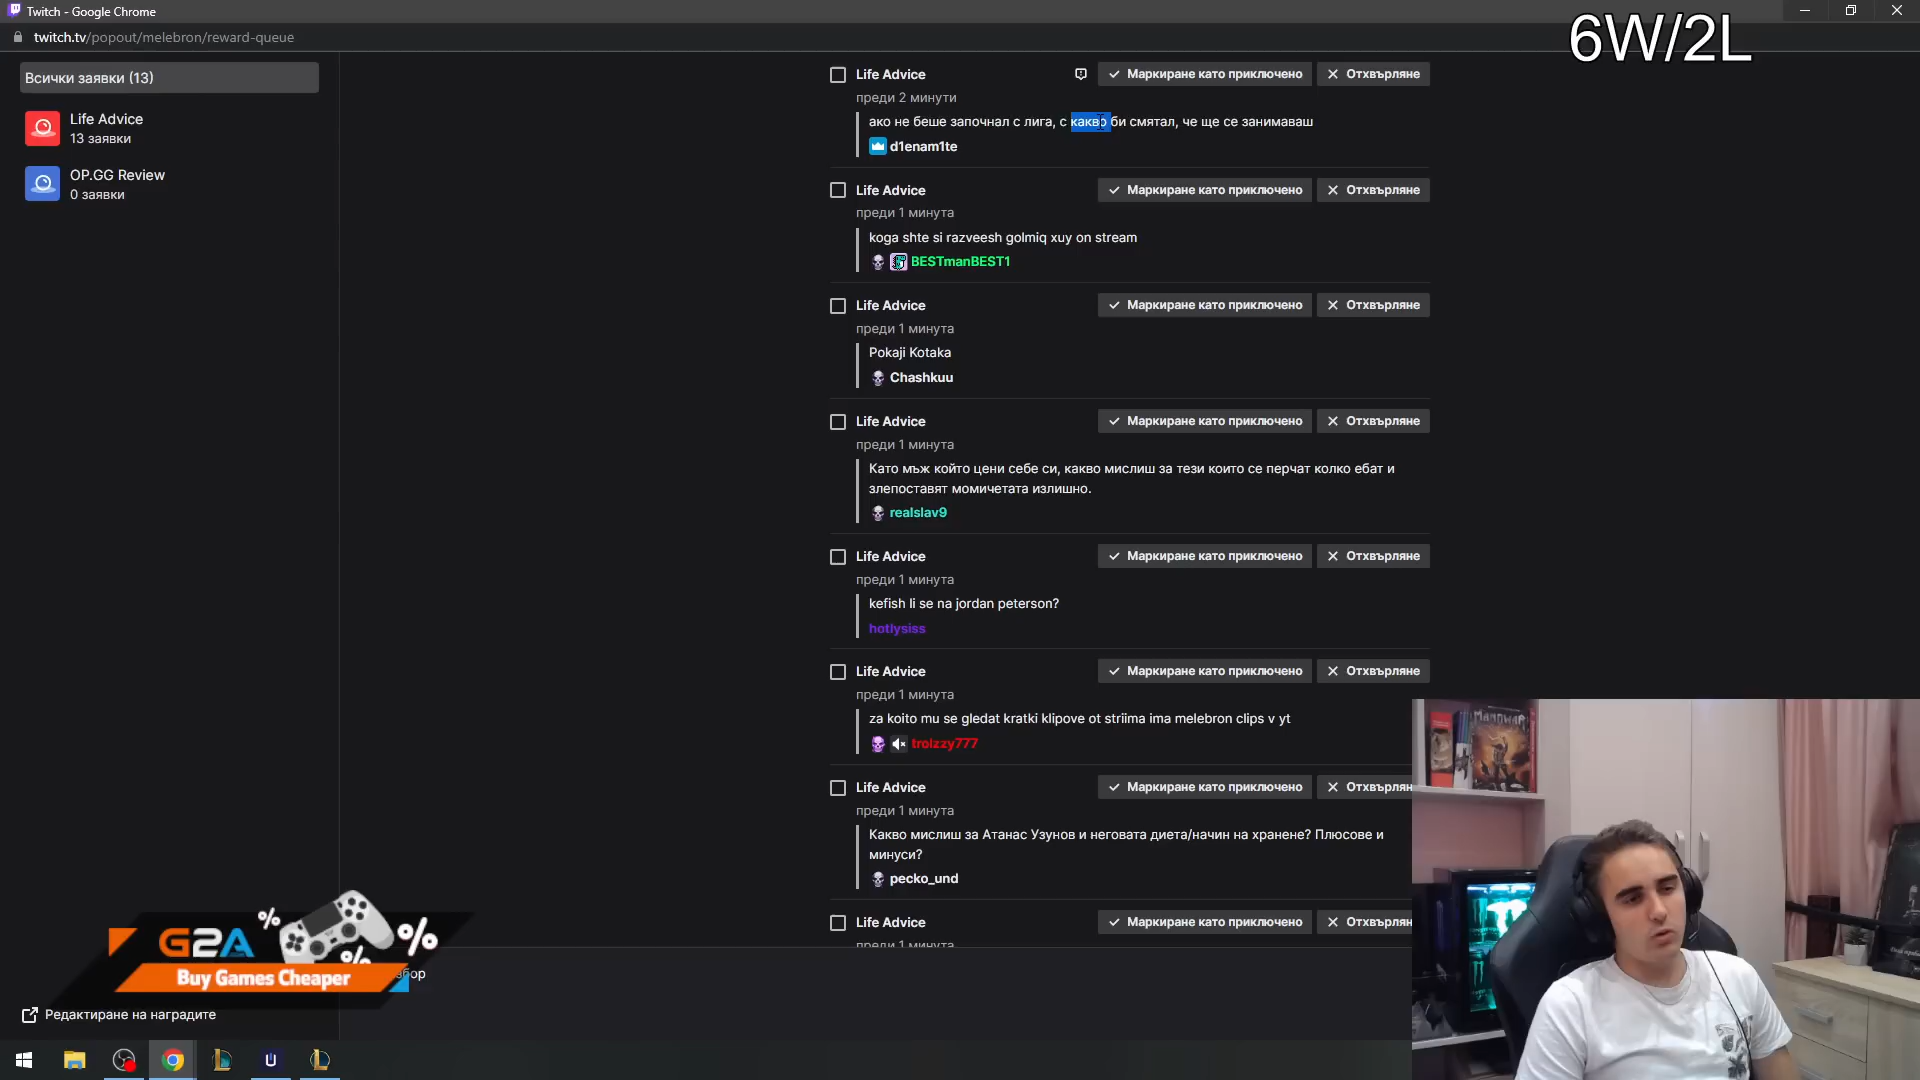 Twitch - Google Chrome
twitch.tv/popout/melebron/reward-queue
6W/2L
Всички заявки (13)
Life Advice
13 заявки
OP.GG Review
0 заявки
Life Advice
Маркиране като приключено
Отхвърляне
преди 2 минути
ако не беше започнал с лига, с какво би смятал, че ще се занимаваш
d1enam1te
Life Advice
Маркиране като приключено
Отхвърляне
преди 1 минута
koga shte si razveesh golmiq xuy on stream
BESTmanBEST1
Life Advice
Маркиране като приключено
Отхвърляне
преди 1 минута
Pokaji Kotaka
Chashkuu
Life Advice
Маркиране като приключено
Отхвърляне
преди 1 минута
Като мъж който цени себе си, какво мислиш за тези които се перчат колко ебат и
злепоставят момичетата излишно.
realslav9
Life Advice
Маркиране като приключено
Отхвърляне
преди 1 минута
kefish li se na jordan peterson?
hotlysiss
Life Advice
Маркиране като приключено
Отхвърляне
преди 1 минута
za koito mu se gledat kratki klipove ot striima ima melebron clips v yt
trolzzy777
Life Advice
Маркиране като приключено
Отхвърлян
преди 1 минута
Какво мислиш за Атанас Узунов и неговата диета/начин на хранене? Плюсове и
минуси?
pecko_und
Life Advice
Маркиране като приключено
Отхвърлян
преди 1 минута
G2A
Buy Games Cheaper
збор
Редактиране на наградите
MANOWAR